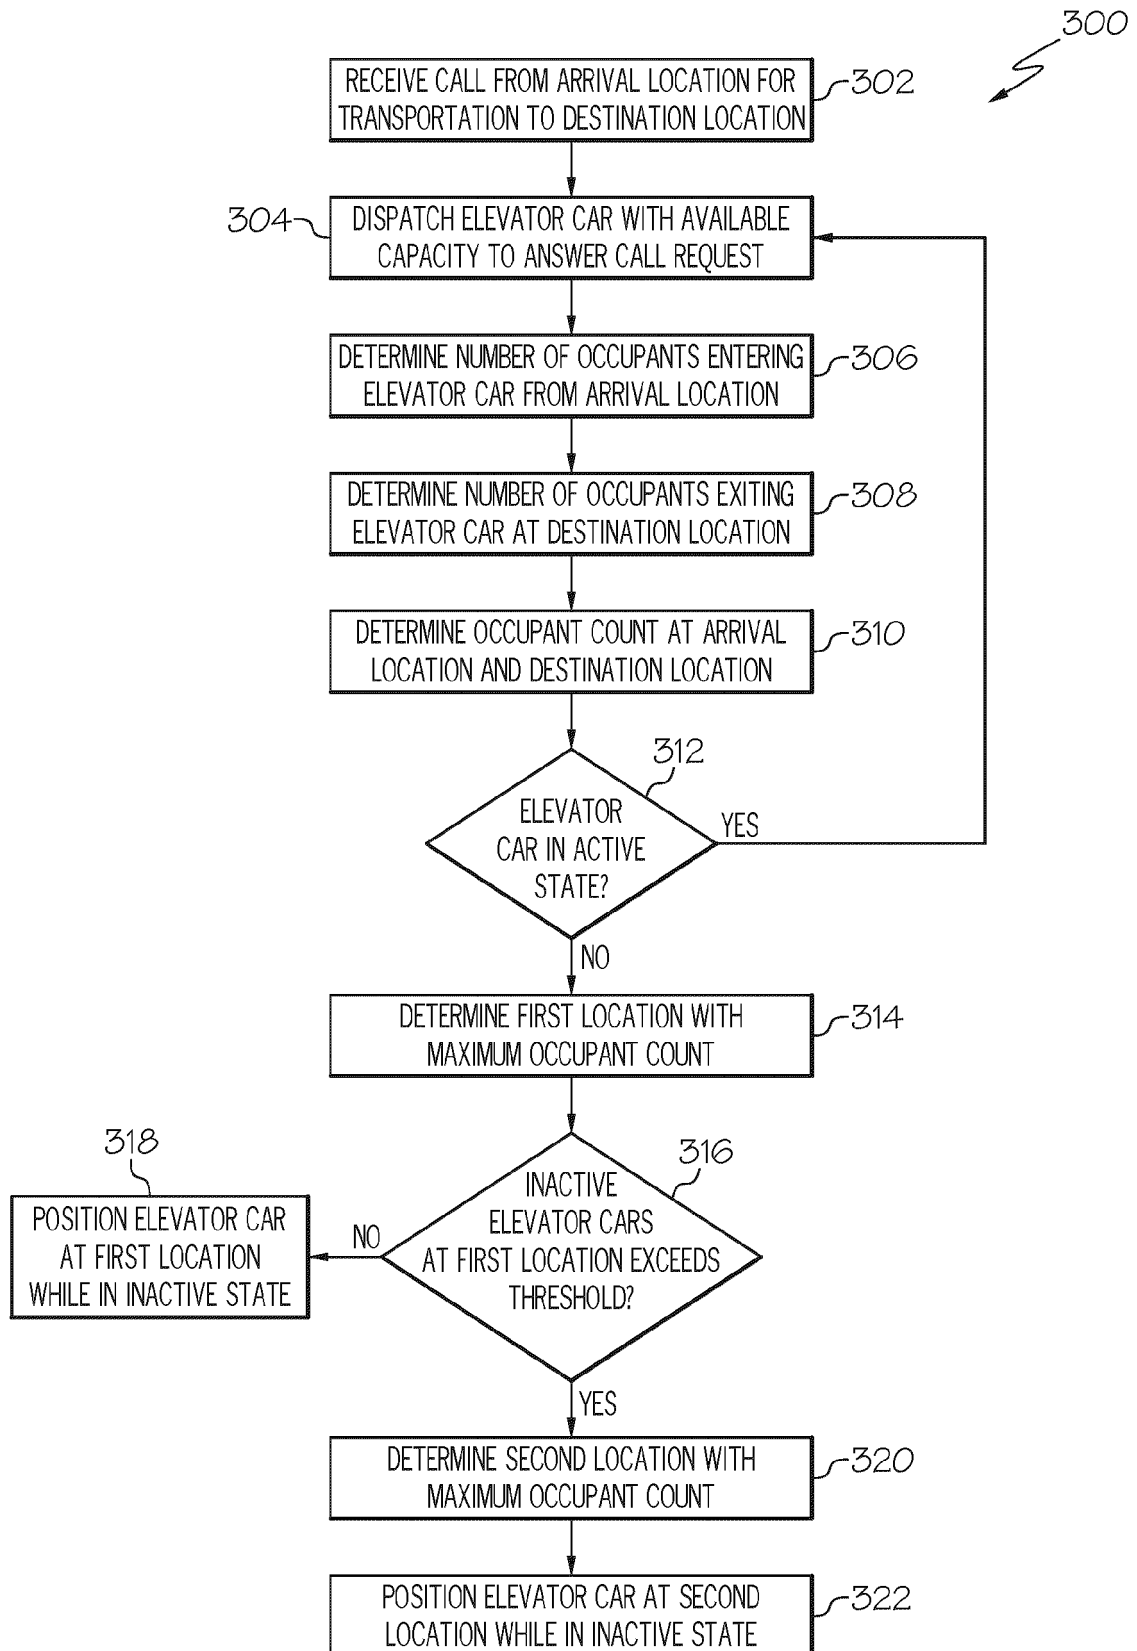 300
RECEIVE CALL FROM ARRIVAL LOCATION FOR
TRANSPORTATION TO DESTINATION LOCATION
302
304
DISPATCH ELEVATOR CAR WITH AVAILABLE
CAPACITY TO ANSWER CALL REQUEST
DETERMINE NUMBER OF OCCUPANTS ENTERING
ELEVATOR CAR FROM ARRIVAL LOCATION
306
DETERMINE NUMBER OF OCCUPANTS EXITING
ELEVATOR CAR AT DESTINATION LOCATION
308
DETERMINE OCCUPANT COUNT AT ARRIVAL
LOCATION AND DESTINATION LOCATION
310
312
ELEVATOR
CAR IN ACTIVE
STATE?
YES
NO
DETERMINE FIRST LOCATION WITH
MAXIMUM OCCUPANT COUNT
314
316
INACTIVE
ELEVATOR CARS
AT FIRST LOCATION EXCEEDS
THRESHOLD?
NO
318
POSITION ELEVATOR CAR
AT FIRST LOCATION
WHILE IN INACTIVE STATE
YES
DETERMINE SECOND LOCATION WITH
MAXIMUM OCCUPANT COUNT
320
POSITION ELEVATOR CAR AT SECOND
LOCATION WHILE IN INACTIVE STATE
322